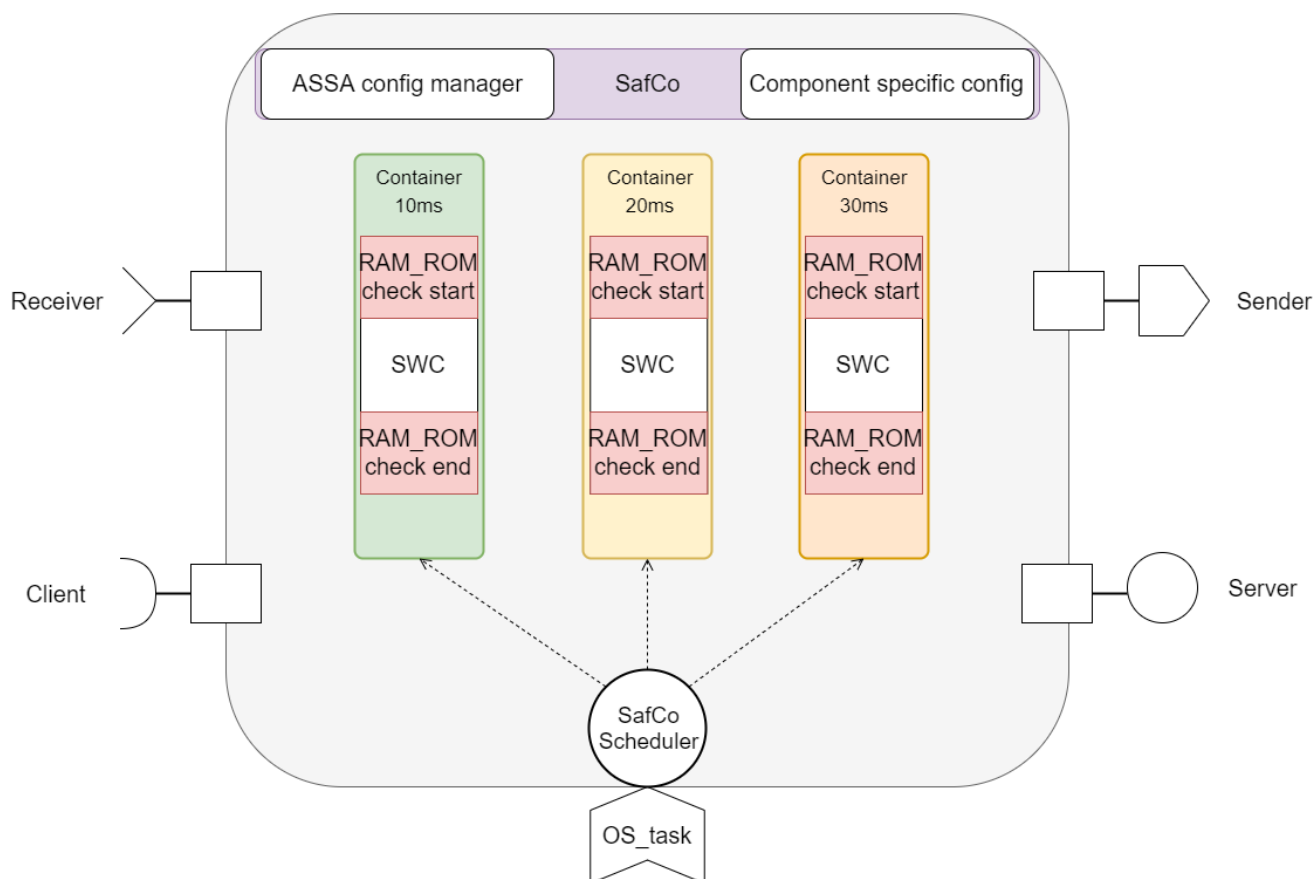 ASSA config manager
SafCo
Component specific config
Container
10ms
RAM_ROM
check start
SWC
RAM_ROM
check end
Container
20ms
RAM_ROM
check start
SWC
RAM_ROM
check end
Container
30ms
RAM_ROM
check start
SWC
RAM_ROM
check end
Receiver
Sender
Client
Server
SafCo
Scheduler
OS_task